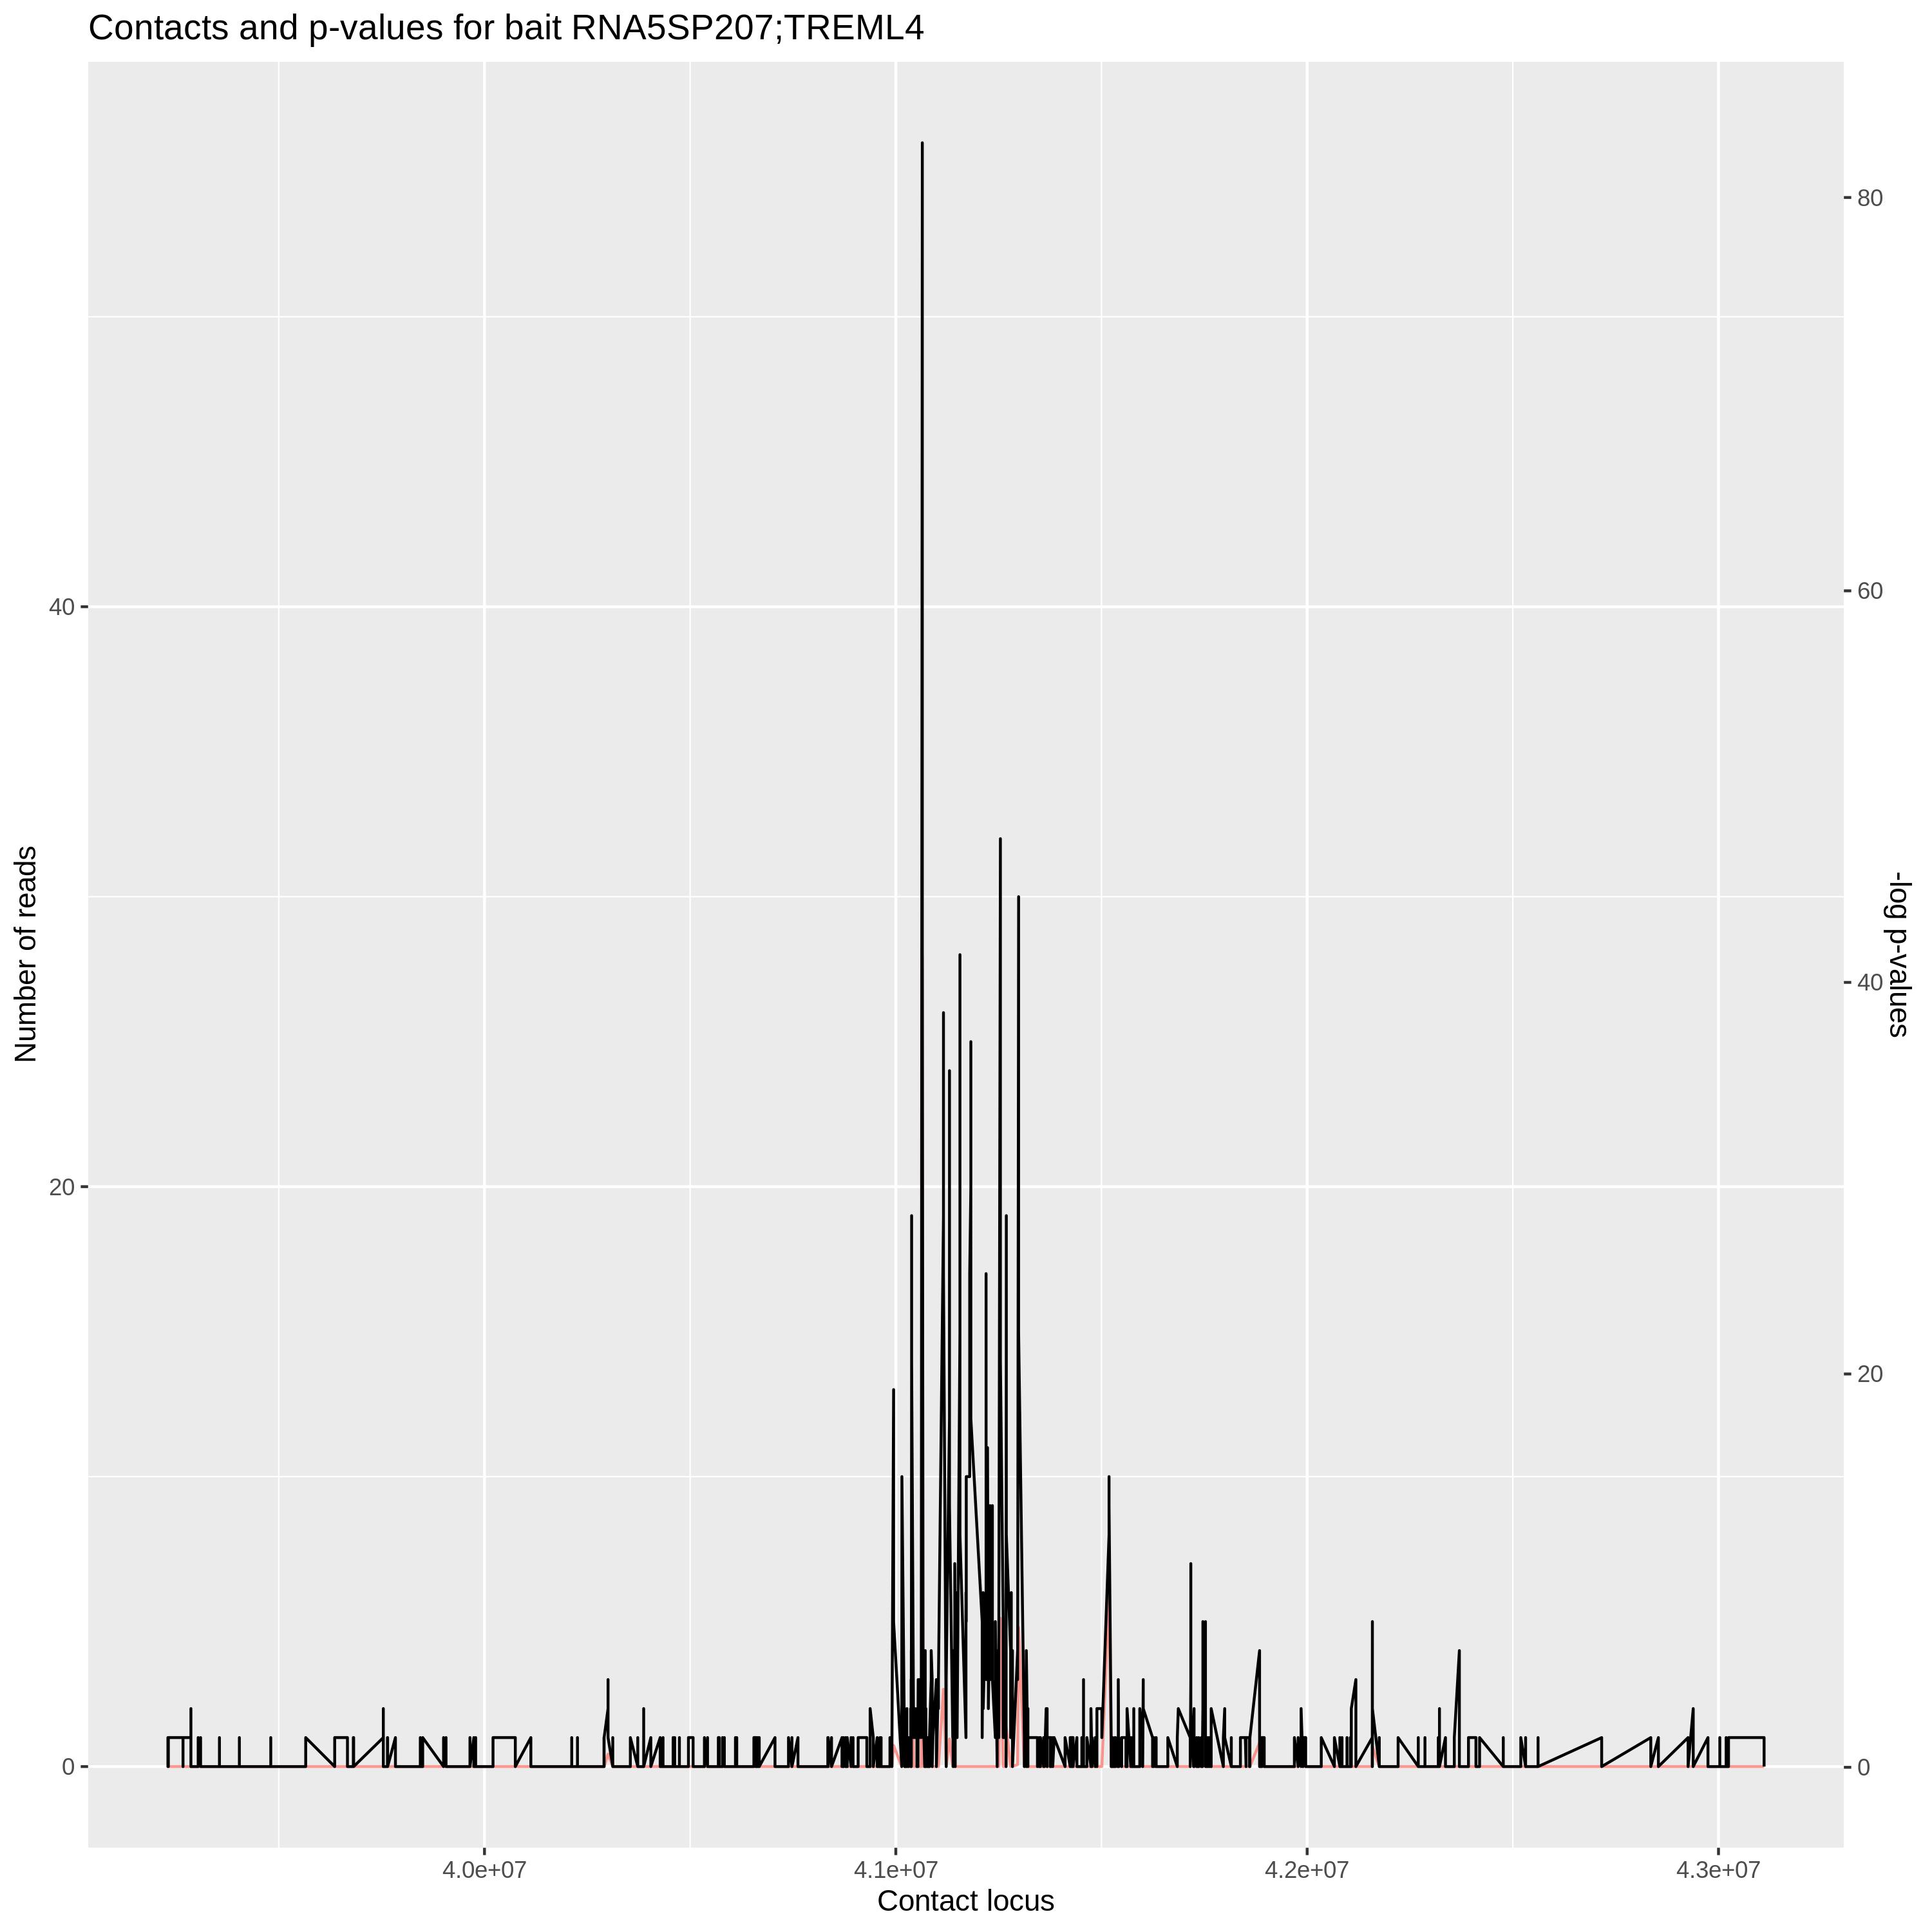 Contacts and p-values for bait RNA5SP207;TREML4
Number of reads
40
20
0
80
60
40
20
0
-log p-values
4.0e+07
4.1e+07
4.2e+07
4.3e+07
Contact locus